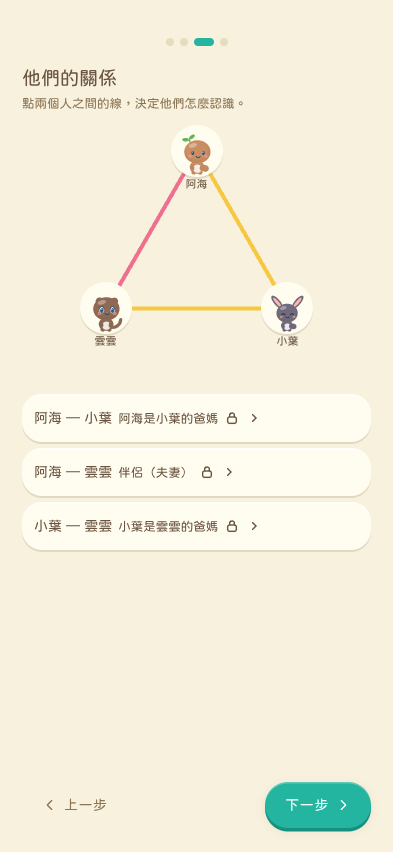 他們的關係
點兩個人之間的線，決定他們怎麼認識。
阿海
雲雲
小葉
阿海 — 小葉 阿海是小葉的爸媽
阿海 — 雲雲 伴侶（夫妻）
小葉 — 雲雲 小葉是雲雲的爸媽
上一步
下一步